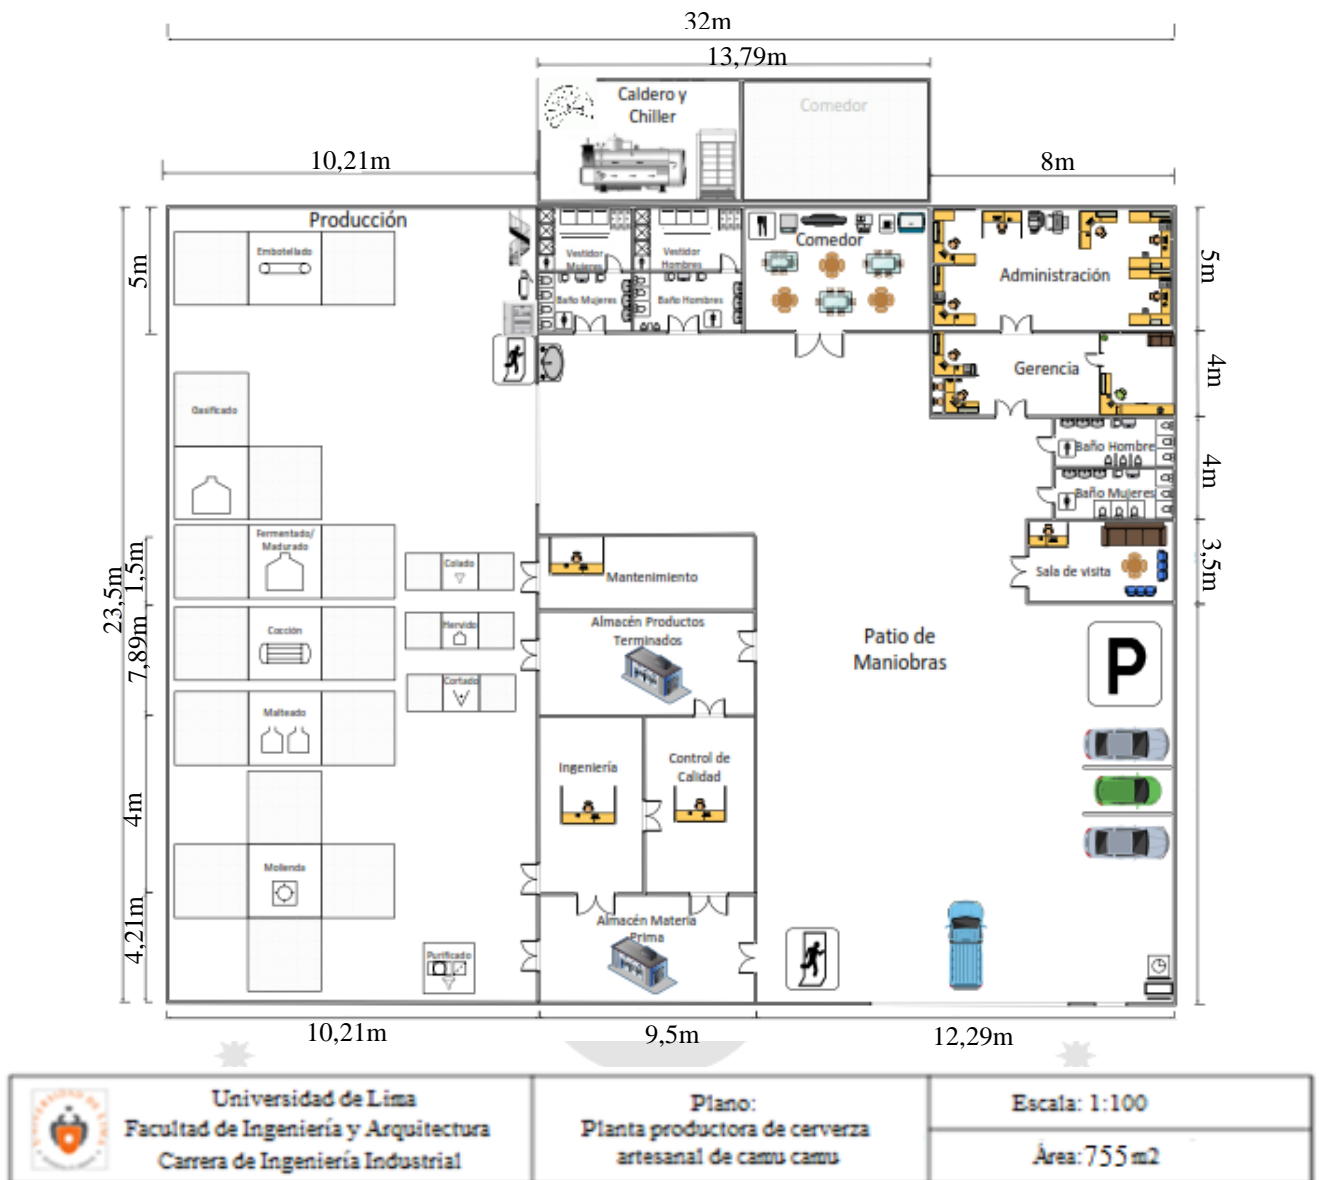 32m
13,79m
Caldero y
Chiller
Comedor
10,21m
8m
Producción
Embotellado
Vestidor
Mujeres
Vestidor
Hombres
Comedor
Administración
5m
5m
Baño Mujeres
Baño Hombres
Gerencia
4m
Gasificado
Baño Hombre
4m
Baño Mujeres
Fermentado/
Madurado
Colado
Mantenimiento
Sala de visita
3,5m
1,5m
23,5m
Cocción
Hervido
Almacén Productos
Terminados
Patio de
Maniobras
P
7,89m
Cortado
Malteado
Ingeniería
Control de
Calidad
4m
Molienda
Almacén Materia
Prima
4,21m
Purificado
10,21m
9,5m
12,29m
UNIVERSIDAD DE LIMA
Universidad de Lima
Facultad de Ingeniería y Arquitectura
Carrera de Ingeniería Industrial
Plano:
Planta productora de cerverza
artesanal de camu camu
Escala: 1:100
Área: 755 m2